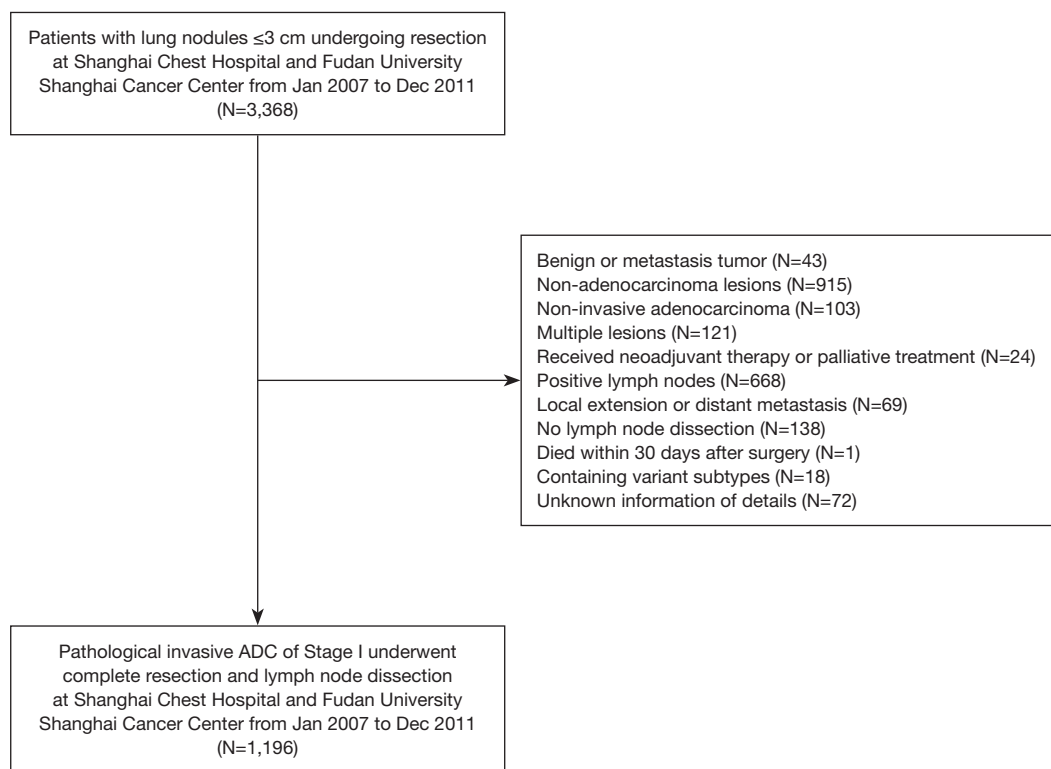 Patients with lung nodules ≤3 cm undergoing resection
at Shanghai Chest Hospital and Fudan University
Shanghai Cancer Center from Jan 2007 to Dec 2011
(N=3,368)
Benign or metastasis tumor (N=43)
Non-adenocarcinoma lesions (N=915)
Non-invasive adenocarcinoma (N=103)
Multiple lesions (N=121)
Received neoadjuvant therapy or palliative treatment (N=24)
Positive lymph nodes (N=668)
Local extension or distant metastasis (N=69)
No lymph node dissection (N=138)
Died within 30 days after surgery (N=1)
Containing variant subtypes (N=18)
Unknown information of details (N=72)
Pathological invasive ADC of Stage I underwent
complete resection and lymph node dissection
at Shanghai Chest Hospital and Fudan University
Shanghai Cancer Center from Jan 2007 to Dec 2011
(N=1,196)